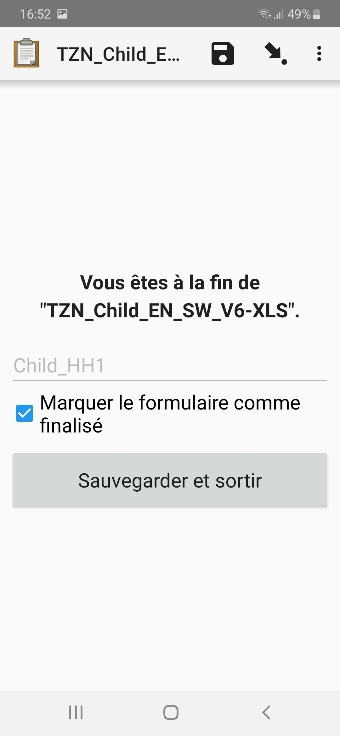 16:52 49%
TZN_Child_E...
Vous êtes à la fin de
"TZN_Child_EN_SW_V6-XLS".
Child_HH1
Marquer le formulaire comme
finalisé
Sauvegarder et sortir